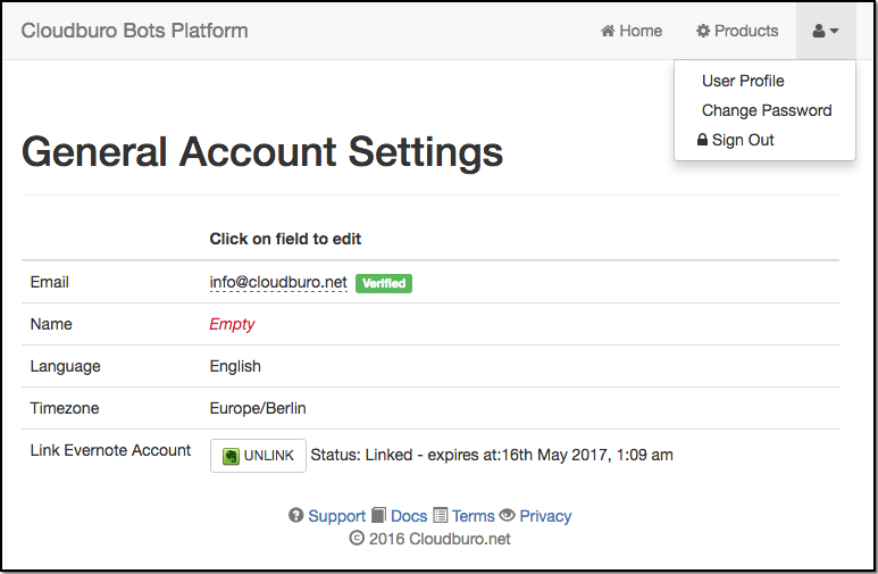 Cloudburo Bots Platform Home Products
User Profile
Change Password
Sign Out
General Account Settings
Click on field to edit
Email info@cloudburo.net Verified
Name Empty
Language English
Timezone Europe/Berlin
Link Evernote Account UNLINK Status: Linked - expires at:16th May 2017, 1:09 am
Support Docs Terms Privacy
© 2016 Cloudburo.net